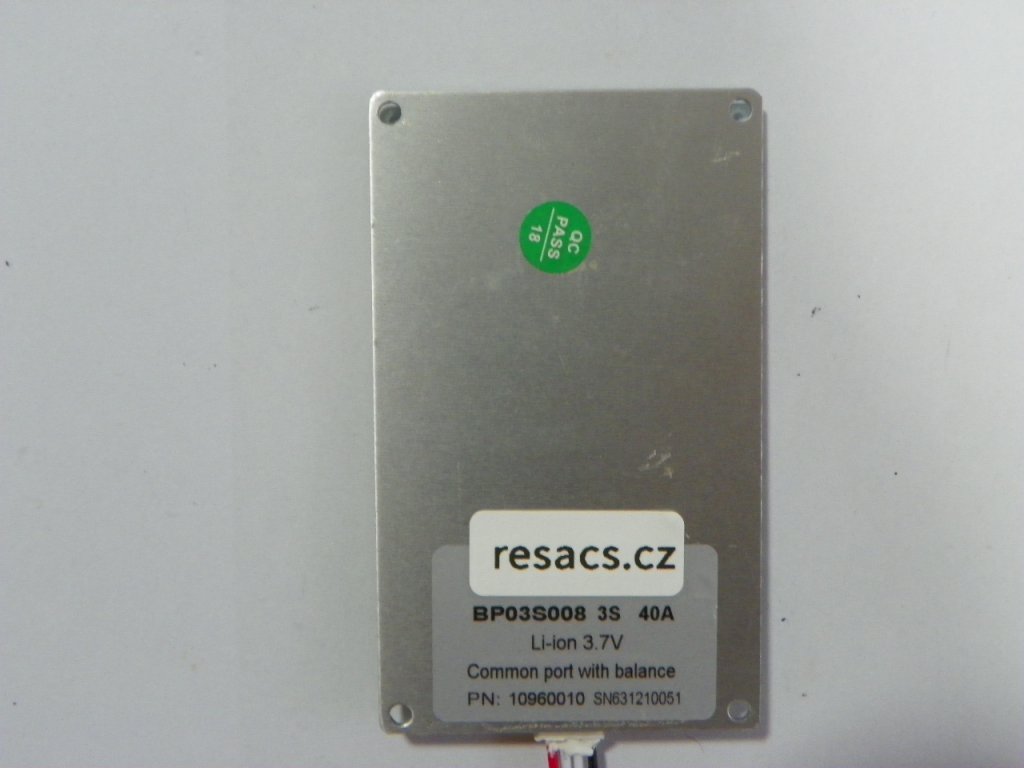 QC
PASS
18
resacs.cz
BP03S008 3S 40A
Li-ion 3.7V
Common port with balance
PN: 10960010 SN631210051